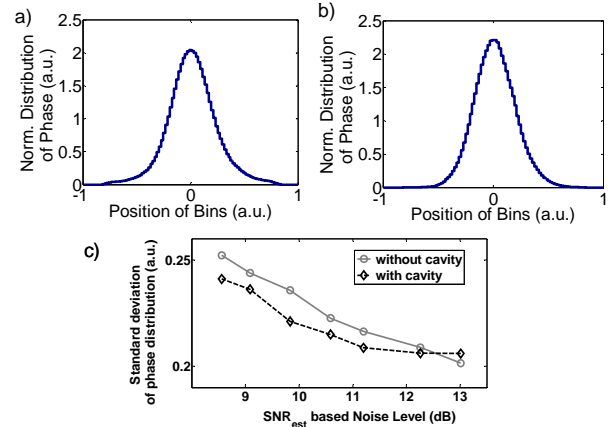 a)
Norm. Distribution
of Phase (a.u.)
2.5
2
1.5
1
0.5
0
-1
0
1
Position of Bins (a.u.)
b)
Norm. Distribution
of Phase (a.u.)
2.5
2
1.5
1
0.5
0
-1
0
1
Position of Bins (a.u.)
c)
Standard deviation
of phase distribution (a.u.)
0.25
0.2
without cavity
with cavity
9
10
11
12
13
SNRest based Noise Level (dB)